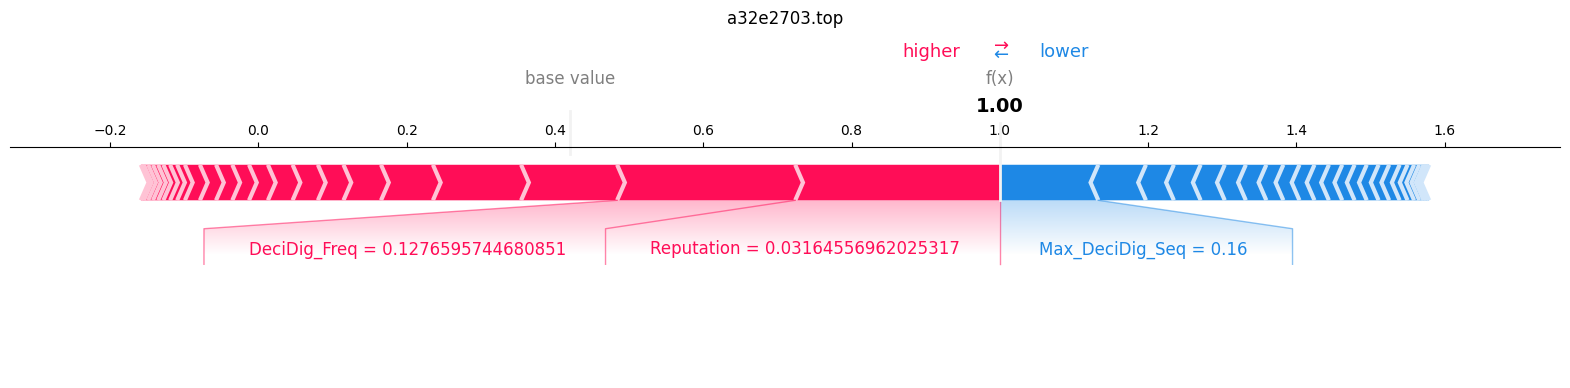 a32e2703.top
higher ⇄ lower
base value f(x)
1.00
−0.2 0.0 0.2 0.4 0.6 0.8 1.0 1.2 1.4 1.6
DeciDig_Freq = 0.1276595744680851 Reputation = 0.03164556962025317 Max_DeciDig_Seq = 0.16